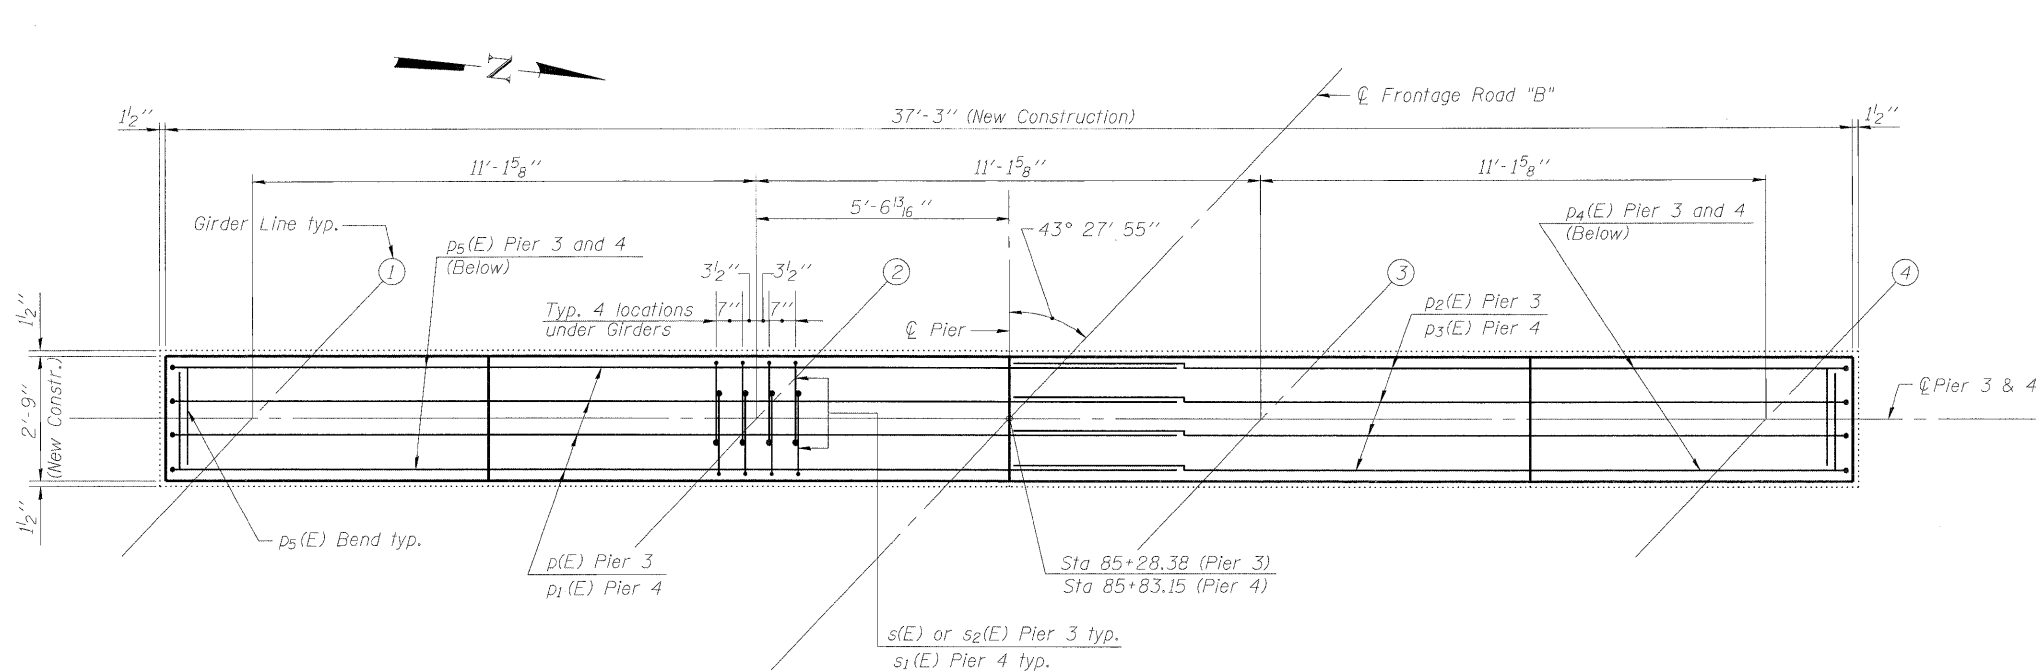 N
℄ Frontage Road "B"
1½"
37'-3" (New Construction)
1½"
11'-1⅝"
11'-1⅝"
11'-1⅝"
5'-6 13/16"
Girder Line typ.
43° 27' 55"
p4(E) Pier 3 and 4
(Below)
p5(E) Pier 3 and 4
(Below)
1
3½"
3½"
2
3
4
Typ. 4 locations
under Girders
7"
7"
℄ Pier
p2(E) Pier 3
p3(E) Pier 4
1½"
2'-9"
(New Constr.)
1½"
℄ Pier 3 & 4
p5(E) Bend typ.
p(E) Pier 3
p1(E) Pier 4
Sta 85+28.38 (Pier 3)
Sta 85+83.15 (Pier 4)
s(E) or s2(E) Pier 3 typ.
s1(E) Pier 4 typ.